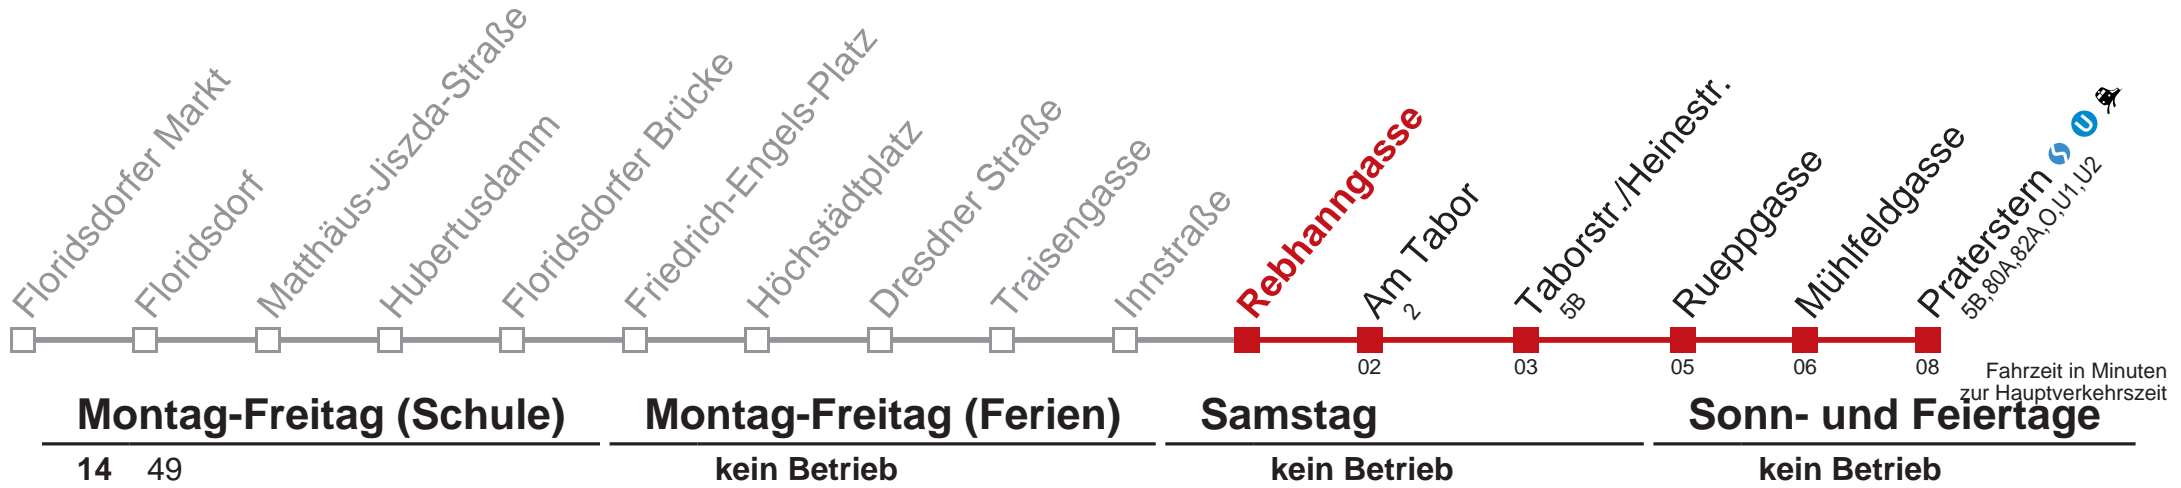 Floridsdorfer Markt
Floridsdorf
Matthäus-Jiszda-Straße
Hubertusdamm
Floridsdorfer Brücke
Friedrich-Engels-Platz
Höchstädtplatz
Dresdner Straße
Traisengasse
Innstraße
Rebhanngasse
Am Tabor
2
Taborstr./Heinestr.
5B
Rueppgasse
Mühlfeldgasse
Praterstern S U
5B,80A,82A,O,U1,U2
02 03 05 06 08
Fahrzeit in Minuten
zur Hauptverkehrszeit
Montag-Freitag (Schule) Montag-Freitag (Ferien) Samstag Sonn- und Feiertage
14 49 kein Betrieb kein Betrieb kein Betrieb